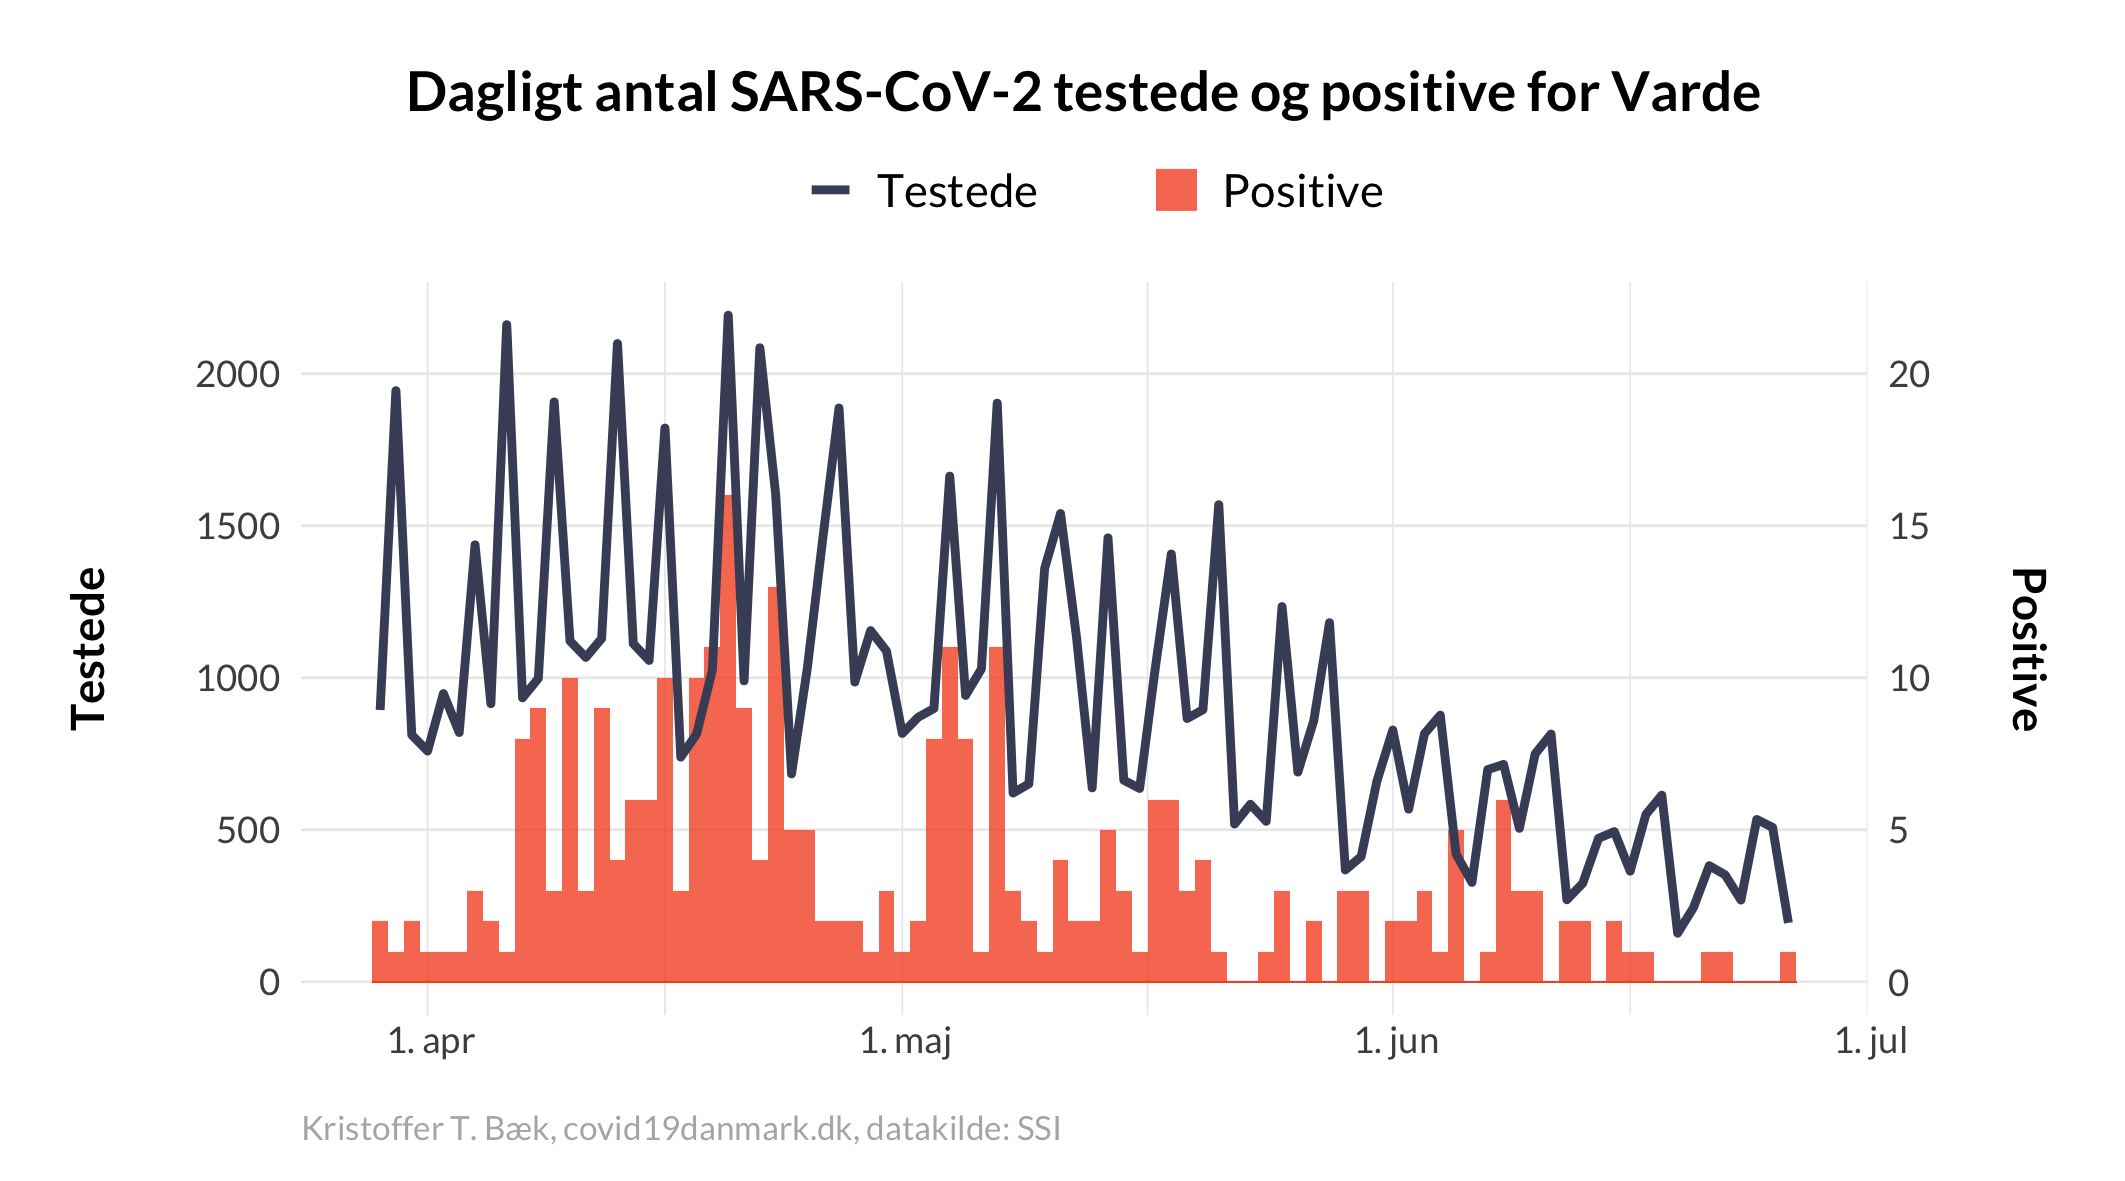 Dagligt antal SARS-CoV-2 testede og positive for Varde
Testede
Positive
Testede
2000
1500
1000
500
0
20
15
10
5
0
Positive
1. apr
1. maj
1. jun
1. jul
Kristoffer T. Bæk, covid19danmark.dk, datakilde: SSI